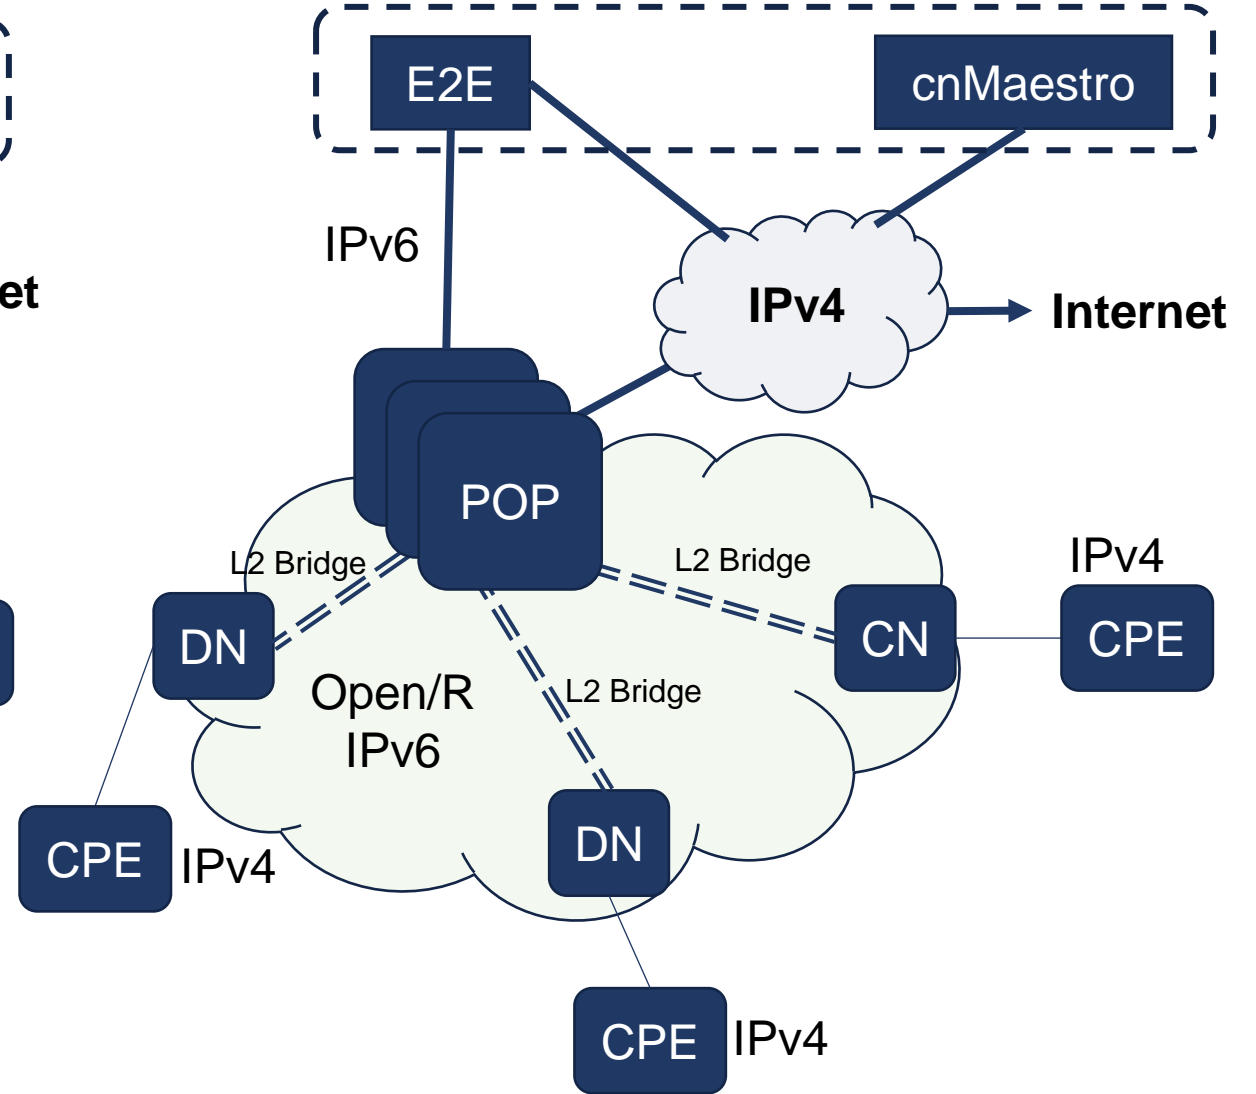 E2E
cnMaestro
IPv6
et
IPv4
Internet
POP
L2 Bridge
L2 Bridge
IPv4
DN
CN
CPE
Open/R
IPv6
L2 Bridge
DN
CPE
IPv4
CPE
IPv4